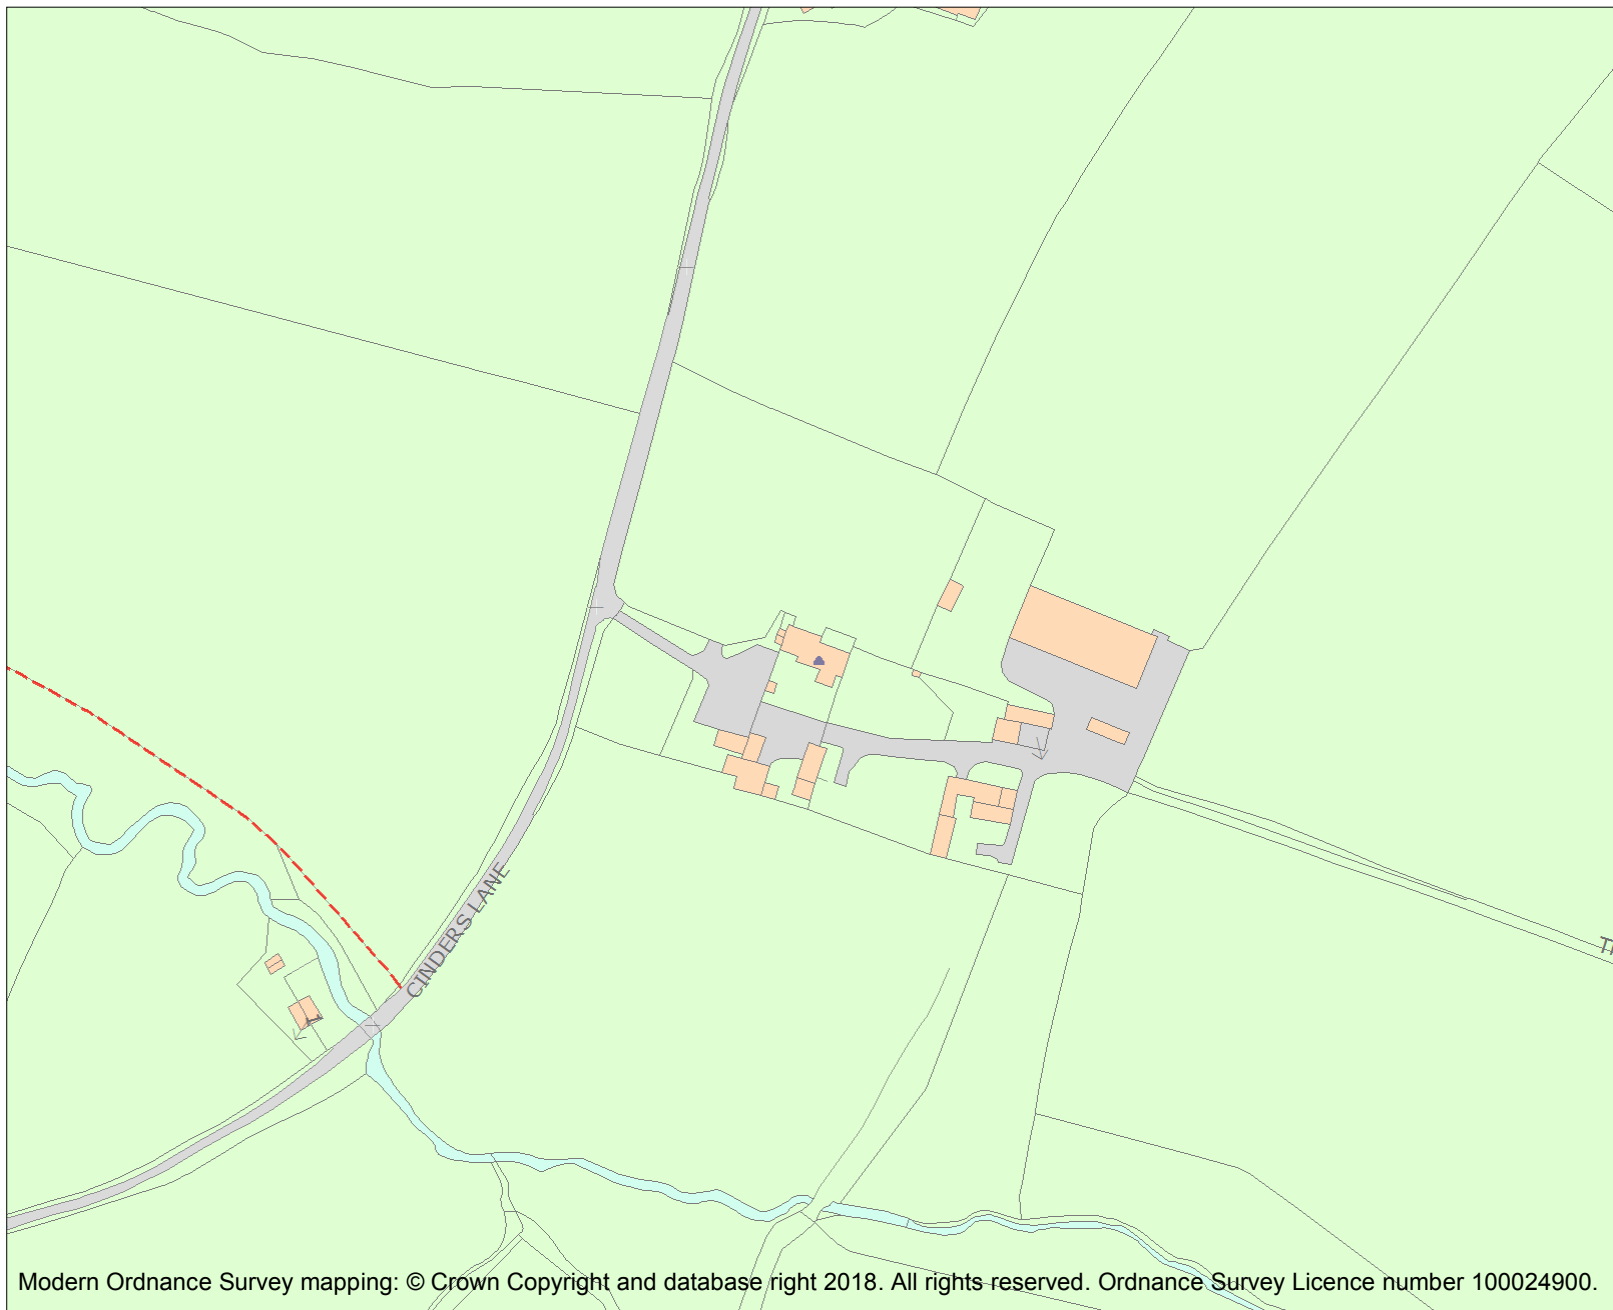 CINDERS LANE
1
Modern Ordnance Survey mapping: © Crown Copyright and database right 2018. All rights reserved. Ordnance Survey Licence number 100024900.